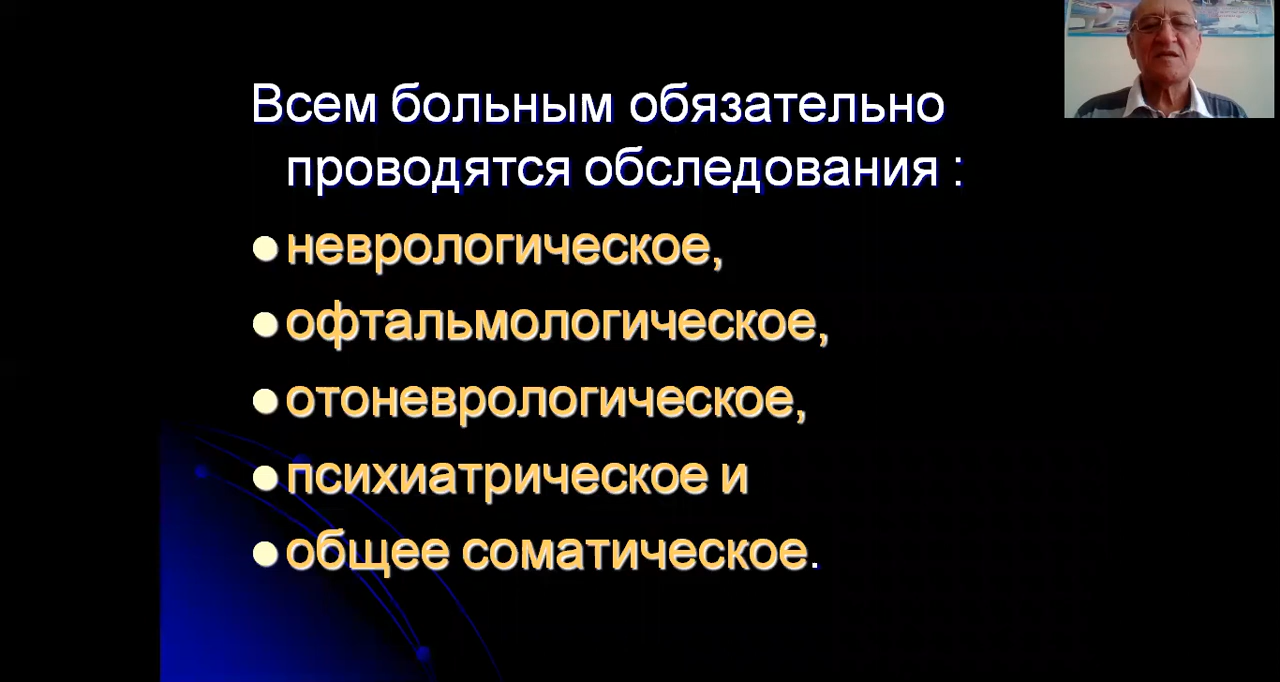 Всем больным обязательно
проводятся обследования :
неврологическое,
офтальмологическое,
отоневрологическое,
психиатрическое и
общее соматическое.